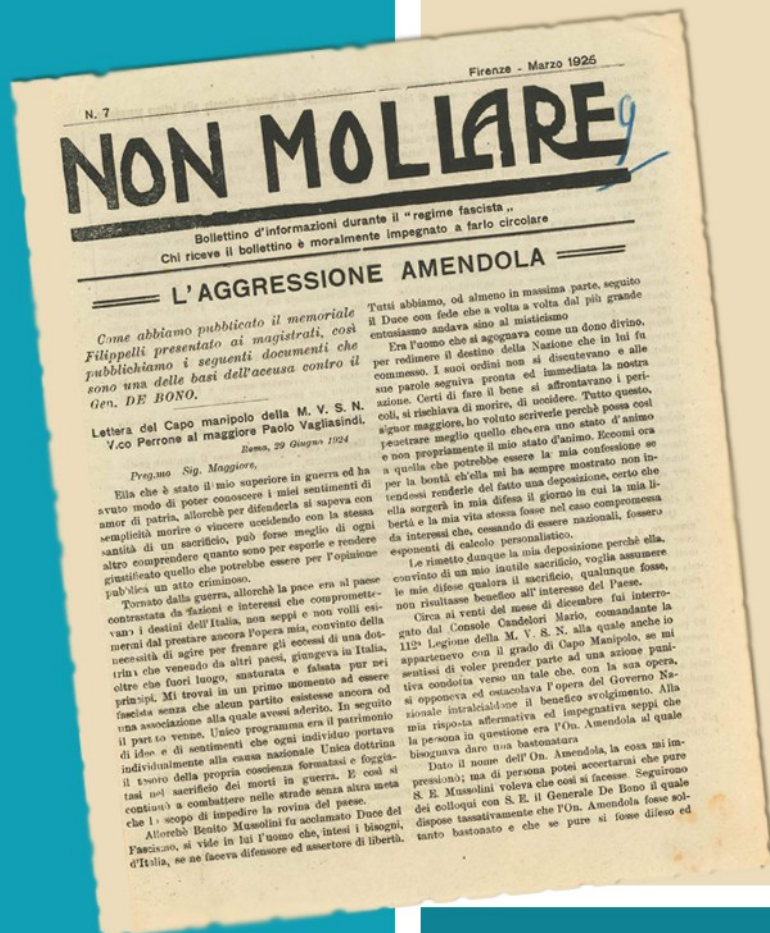 N. 7
Firenze - Marzo 1925
NON MOLLARE
9
Bollettino d'informazioni durante il "regime fascista „
Chi riceve il bollettino è moralmente impegnato a farlo circolare
L'AGGRESSIONE AMENDOLA
Come abbiamo pubbticato il memoriale
Filippelli presentato ai magistrati, così
pubblichiamo i seguenti documenti che
sono una delle basi dell'aceusa contro il
Gen. DE BONO.
Lettera del Capo manipolo della M. V. S. N.
V.co Perrone al maggiore Paolo Vagliasindi.
Roma, 29 Giugno 1924
Preg.mo Sig. Maggiore,
Ella che è stato il mio superiore in guerra ed ha
avuto modo di poter conoscere i miei sentimenti di
amor di patria, allorchè per difenderla si sapeva con
semplicità morire o vincere uccidendo con la stessa
santità di un sacrificio, può forse meglio di ogni
altro comprendere quanto sono per esporle e rendere
giustificato quello che potrebbe essere per l'opinione
pubblica un atto criminoso.
Tornato dalla guerra, allorchè la pace era al paese
contrastata da fazioni e interessi che compromette-
vano i destini dell'Italia, non seppi e non volli esi-
mermi dal prestare ancora l'opera mia, convinto della
necessità di agire per frenare gli eccessi di una dot-
trina che venendo da altri paesi, giungeva in Italia,
oltre che fuori luogo, snaturata e falsata pur nei
principi. Mi trovai in un primo momento ad essere
fascista senza che alcun partito esistesse ancora od
una associazione alla quale avessi aderito. In seguito
il partito venne. Unico programma era il patrimonio
di idee e di sentimenti che ogni individuo portava
individualmente alla causa nazionale Unica dottrina
il tesoro della propria coscienza formatasi e foggia-
tasi nel sacrificio dei morti in guerra. E così si
continuò a combattere nelle strade senza altra meta
che lo scopo di impedire la rovina del paese.
Allorchè Benito Mussolini fu acclamato Duce del
Fascismo, si vide in lui l'uomo che, intesi i bisogni,
d'Italia, se ne faceva difensore ed assertore di libertà.
Tutti abbiamo, od almeno in massima parte, seguito
il Duce con fede che a volta a volta dal più grande
entusiasmo andava sino al misticismo
Era l'uomo che si agognava come un dono divino,
per redimere il destino della Nazione che in lui fu
commesso. I suoi ordini non si discutevano e alle
sue parole seguiva pronta ed immediata la nostra
azione. Certi di fare il bene si affrontavano i peri-
coli, si rischiava di morire, di uccidere. Tutto questo,
signor maggiore, ho voluto scriverle perchè possa così
penetrare meglio quello che era uno stato d'animo
e non propriamente il mio stato d'animo. Eccomi ora
a quella che potrebbe essere la mia confessione se
per la bontà ch'ella mi ha sempre mostrato non in-
tendessi renderle del fatto una deposizione, certo che
ella sorgerà in mia difesa il giorno in cui la mia li-
bertà e la mia vita stessa fosse nel caso compromessa
da interessi che, cessando di essere nazionali, fossero
esponenti di calcolo personalistico.
Le rimetto dunque la mia deposizione perchè ella,
convinto di un mio inutile sacrificio, voglia assumere
le mie difese qualora il sacrificio, qualunque fosse,
non risultasse benefico all'interesse del Paese.
Circa ai venti del mese di dicembre fui interro-
gato dal Console Candelori Mario, comandante la
112ª Legione della M. V. S. N. alla quale anche io
appartenevo con il grado di Capo Manipolo, se mi
sentissi di voler prender parte ad una azione puni-
tiva condotta verso un tale che, con la sua opera,
si opponeva ed ostacolava l'opera del Governo Na-
zionale intralcialdone il benefico svolgimento. Alla
mia risposta affermativa ed impegnativa seppi che
la persona in questione era l'On. Amendola al quale
bisognava dare una bastonatura
Dato il nome dell'On. Amendola, la cosa mi im-
pressionò; ma di persona potei accertarmi che pure
S. E. Mussolini voleva che così si facesse. Seguirono
dei colloqui con S. E. il Generale De Bono il quale
dispose tassativamente che l'On. Amendola fosse sol-
tanto bastonato e che se pure si fosse difeso ed